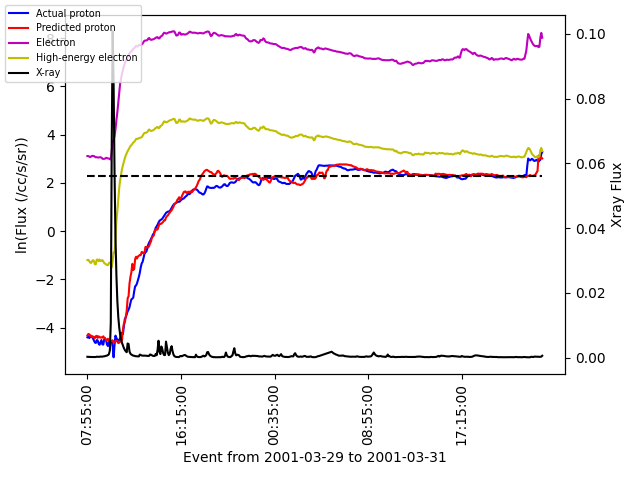 Actual proton
Predicted proton
Electron
High-energy electron
X-ray
8
6
4
2
0
−2
−4
ln(Flux (/cc/s/sr))
0.10
0.08
0.06
0.04
0.02
0.00
Xray Flux
07:55:00
16:15:00
00:35:00
08:55:00
17:15:00
Event from 2001-03-29 to 2001-03-31